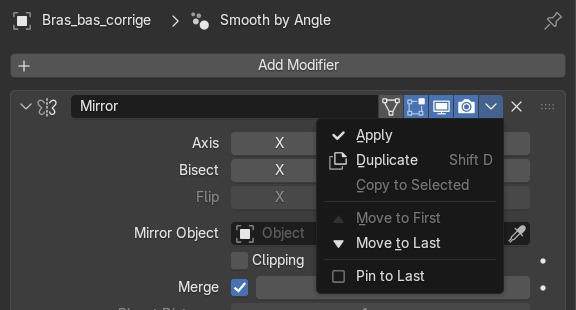 Bras_bas_corrige > Smooth by Angle
+ Add Modifier
Mirror
Apply
Axis X
Duplicate Shift D
Bisect X
Copy to Selected
Flip X
Move to First
Mirror Object Object
Move to Last
Clipping
Pin to Last
Merge